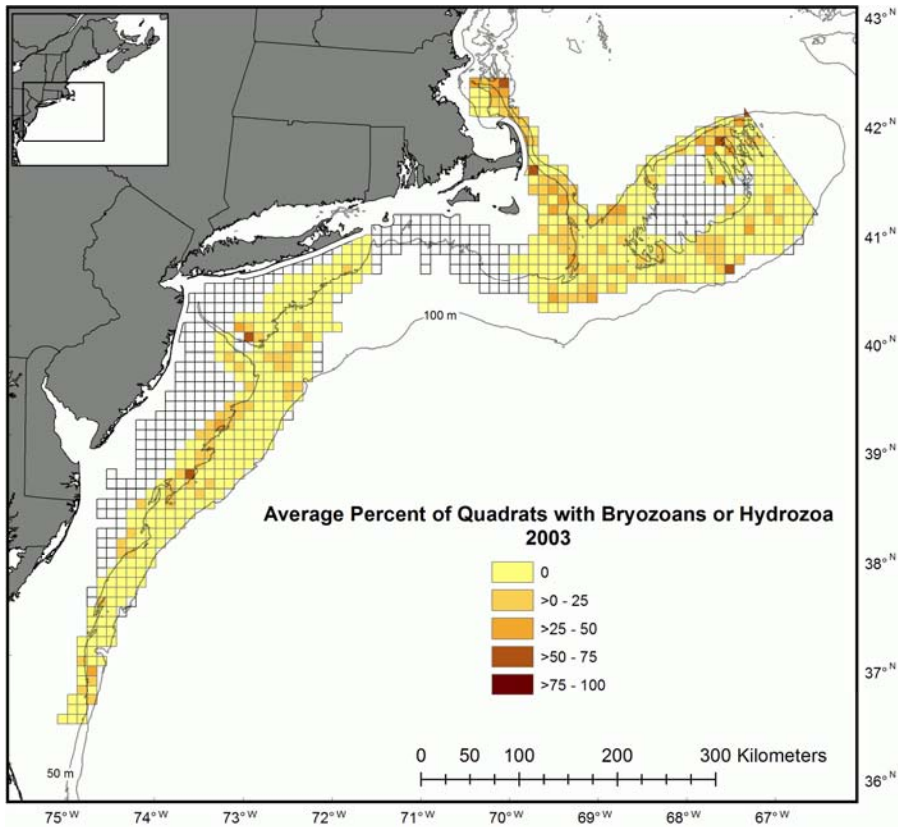 43° N
42° N
41° N
100 m
40° N
39° N
Average Percent of Quadrats with Bryozoans or Hydrozoa
2003
0
>0 - 25
>25 - 50
>50 - 75
>75 - 100
38° N
37° N
0 50 100 200 300 Kilometers
50 m
36° N
75°W 74°W 73°W 72°W 71°W 70°W 69°W 68°W 67°W